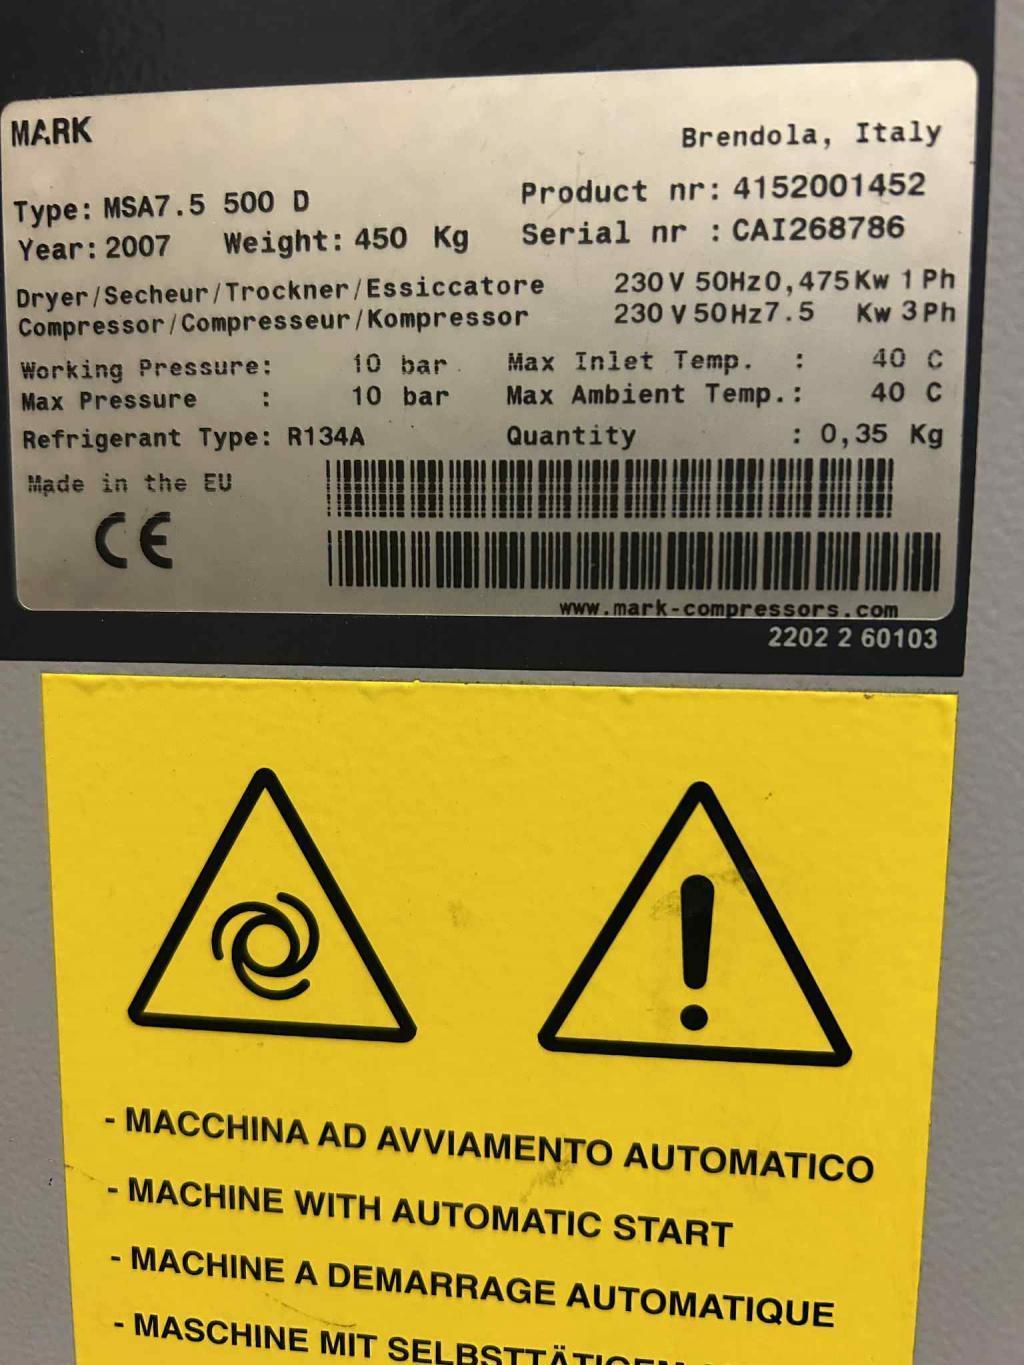 MARK
Brendola, Italy
Type: MSA7.5 500 D
Product nr: 4152001452
Year: 2007 Weight: 450 Kg
Serial nr : CAI268786
Dryer/Secheur/Trockner/Essiccatore 230 V 50Hz 0,475 Kw 1 Ph
Compressor/Compresseur/Kompressor 230 V 50Hz 7.5 Kw 3 Ph
Working Pressure: 10 bar Max Inlet Temp. : 40 C
Max Pressure : 10 bar Max Ambient Temp.: 40 C
Refrigerant Type: R134A Quantity : 0,35 Kg
Made in the EU
CE
www.mark-compressors.com
2202 2 60103
- MACCHINA AD AVVIAMENTO AUTOMATICO
- MACHINE WITH AUTOMATIC START
- MACHINE A DEMARRAGE AUTOMATIQUE
- MASCHINE MIT